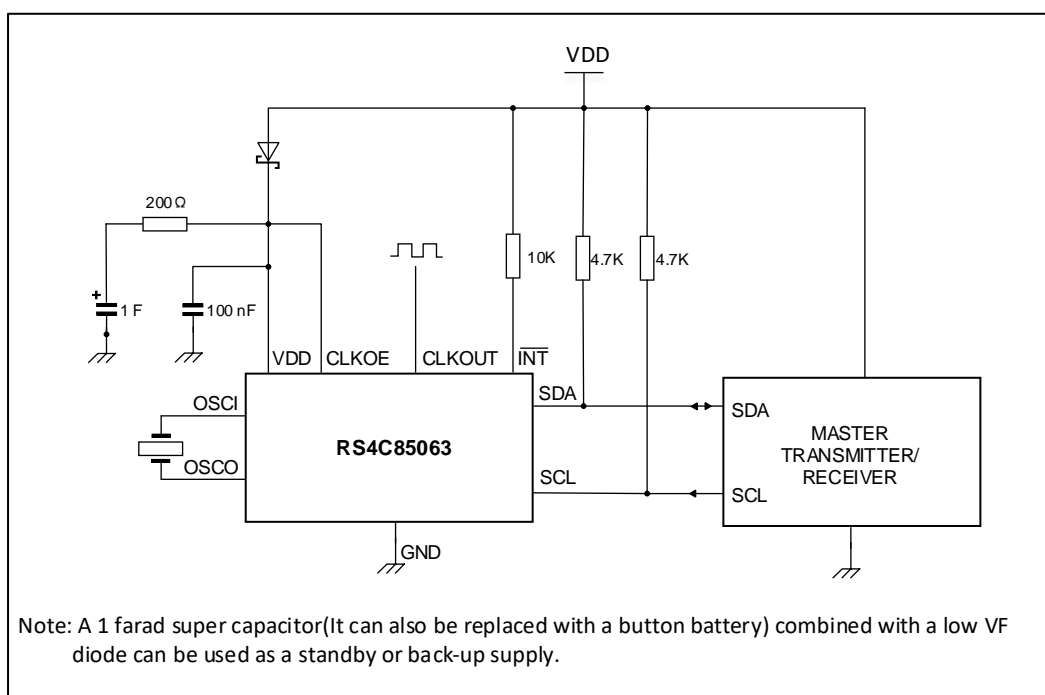 VDD
200Ω
10K
4.7K
4.7K
+
1 F
100 nF
VDD
CLKOE
CLKOUT
INT
SDA
SDA
OSCI
RS4C85063
MASTER
TRANSMITTER/
RECEIVER
OSCO
SCL
SCL
GND
Note: A 1 farad super capacitor(It can also be replaced with a button battery) combined with a low VF
diode can be used as a standby or back-up supply.